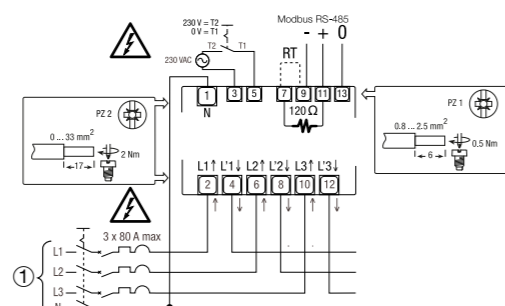 230 V = T2
0 V = T1
Modbus RS-485
- + 0
T2 T1
RT
230 VAC
1 3 5 7 9 11 13
N
120 Ω
PZ 2
0 ... 33 mm²
2 Nm
17
PZ 1
0.8 ... 2.5 mm²
0.5 Nm
6
L1↑ L'1↓ L2↑ L'2↓ L3↑ L'3↓
2 4 6 8 10 12
3 x 80 A max
1
L1
L2
L3
N